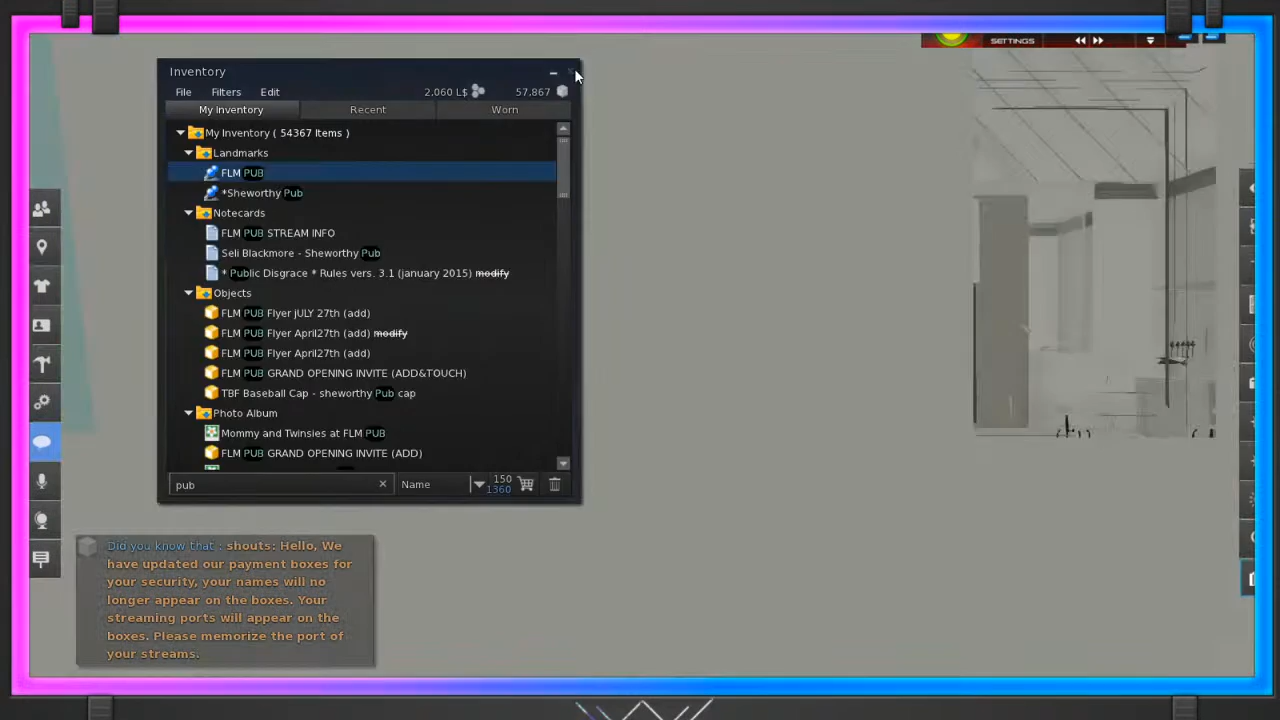 SETTINGS
Inventory
File Filters Edit 2.060 L$ 57.867
My Inventory Recent Worn
My Inventory ( 54367 Items )
Landmarks
FLM PUB
*Sheworthy Pub
Notecards
FLM PUB STREAM INFO
Seli Blackmore - Sheworthy Pub
* Public Disgrace * Rules vers. 3.1 (january 2015) modify
Objects
FLM PUB Flyer jULY 27th (add)
FLM PUB Flyer April27th (add) modify
FLM PUB Flyer April27th (add)
FLM PUB GRAND OPENING INVITE (ADD&TOUCH)
TBF Baseball Cap - sheworthy Pub cap
Photo Album
Mommy and Twinsies at FLM PUB
FLM PUB GRAND OPENING INVITE (ADD)
pub Name 150
1360
Did you know that : shouts: Hello, We
have updated our payment boxes for
your security, your names will no
longer appear on the boxes. Your
streaming ports will appear on the
boxes. Please memorize the port of
your streams.